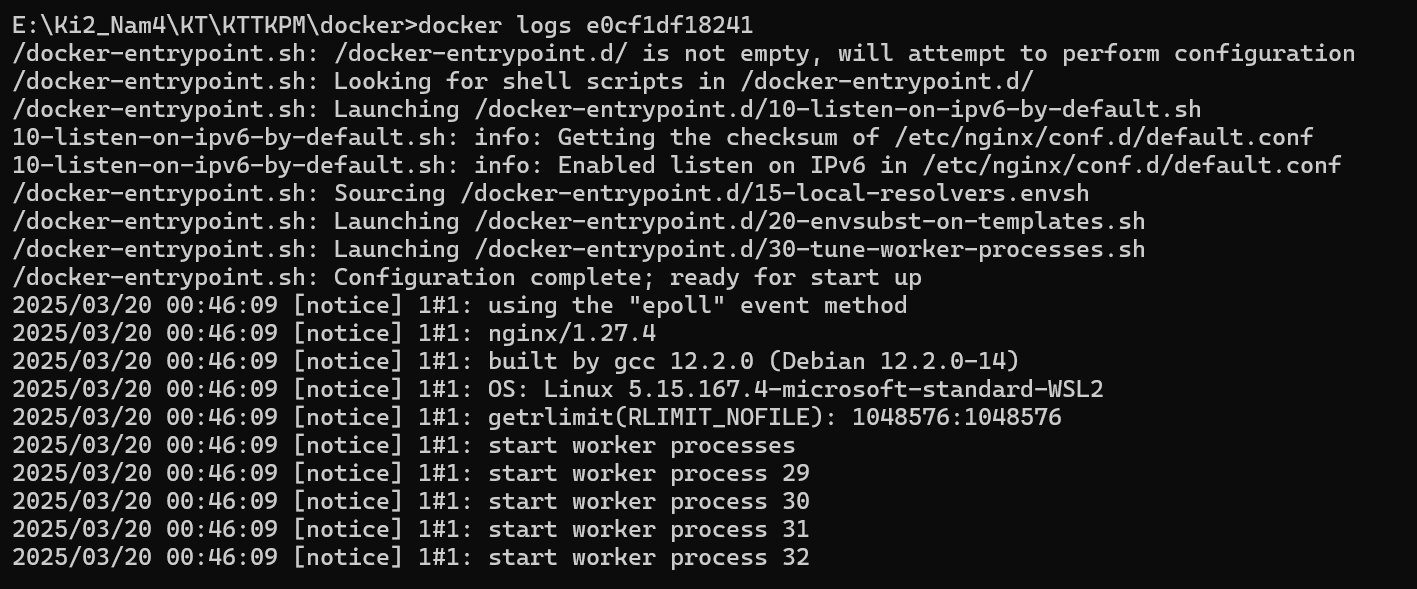 E:\Ki2_Nam4\KT\KTTKPM\docker>docker logs e0cf1df18241
/docker-entrypoint.sh: /docker-entrypoint.d/ is not empty, will attempt to perform configuration
/docker-entrypoint.sh: Looking for shell scripts in /docker-entrypoint.d/
/docker-entrypoint.sh: Launching /docker-entrypoint.d/10-listen-on-ipv6-by-default.sh
10-listen-on-ipv6-by-default.sh: info: Getting the checksum of /etc/nginx/conf.d/default.conf
10-listen-on-ipv6-by-default.sh: info: Enabled listen on IPv6 in /etc/nginx/conf.d/default.conf
/docker-entrypoint.sh: Sourcing /docker-entrypoint.d/15-local-resolvers.envsh
/docker-entrypoint.sh: Launching /docker-entrypoint.d/20-envsubst-on-templates.sh
/docker-entrypoint.sh: Launching /docker-entrypoint.d/30-tune-worker-processes.sh
/docker-entrypoint.sh: Configuration complete; ready for start up
2025/03/20 00:46:09 [notice] 1#1: using the "epoll" event method
2025/03/20 00:46:09 [notice] 1#1: nginx/1.27.4
2025/03/20 00:46:09 [notice] 1#1: built by gcc 12.2.0 (Debian 12.2.0-14)
2025/03/20 00:46:09 [notice] 1#1: OS: Linux 5.15.167.4-microsoft-standard-WSL2
2025/03/20 00:46:09 [notice] 1#1: getrlimit(RLIMIT_NOFILE): 1048576:1048576
2025/03/20 00:46:09 [notice] 1#1: start worker processes
2025/03/20 00:46:09 [notice] 1#1: start worker process 29
2025/03/20 00:46:09 [notice] 1#1: start worker process 30
2025/03/20 00:46:09 [notice] 1#1: start worker process 31
2025/03/20 00:46:09 [notice] 1#1: start worker process 32